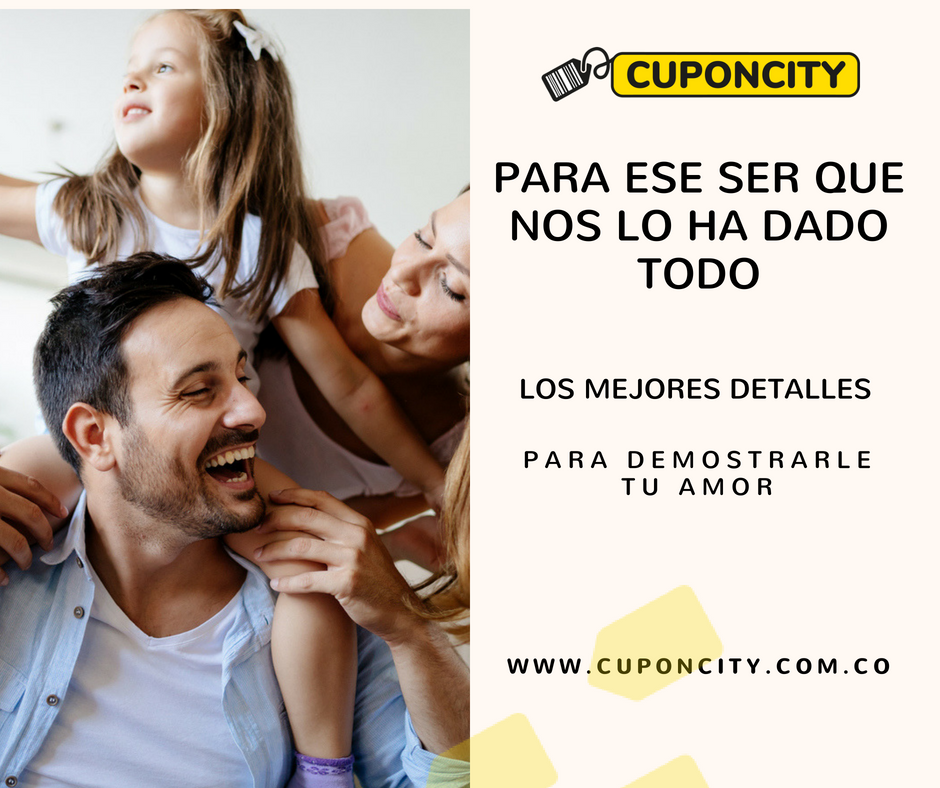 CUPONCITY
PARA ESE SER QUE
NOS LO HA DADO
TODO
LOS MEJORES DETALLES
PARA DEMOSTRARLE
TU AMOR
WWW.CUPONCITY.COM.CO